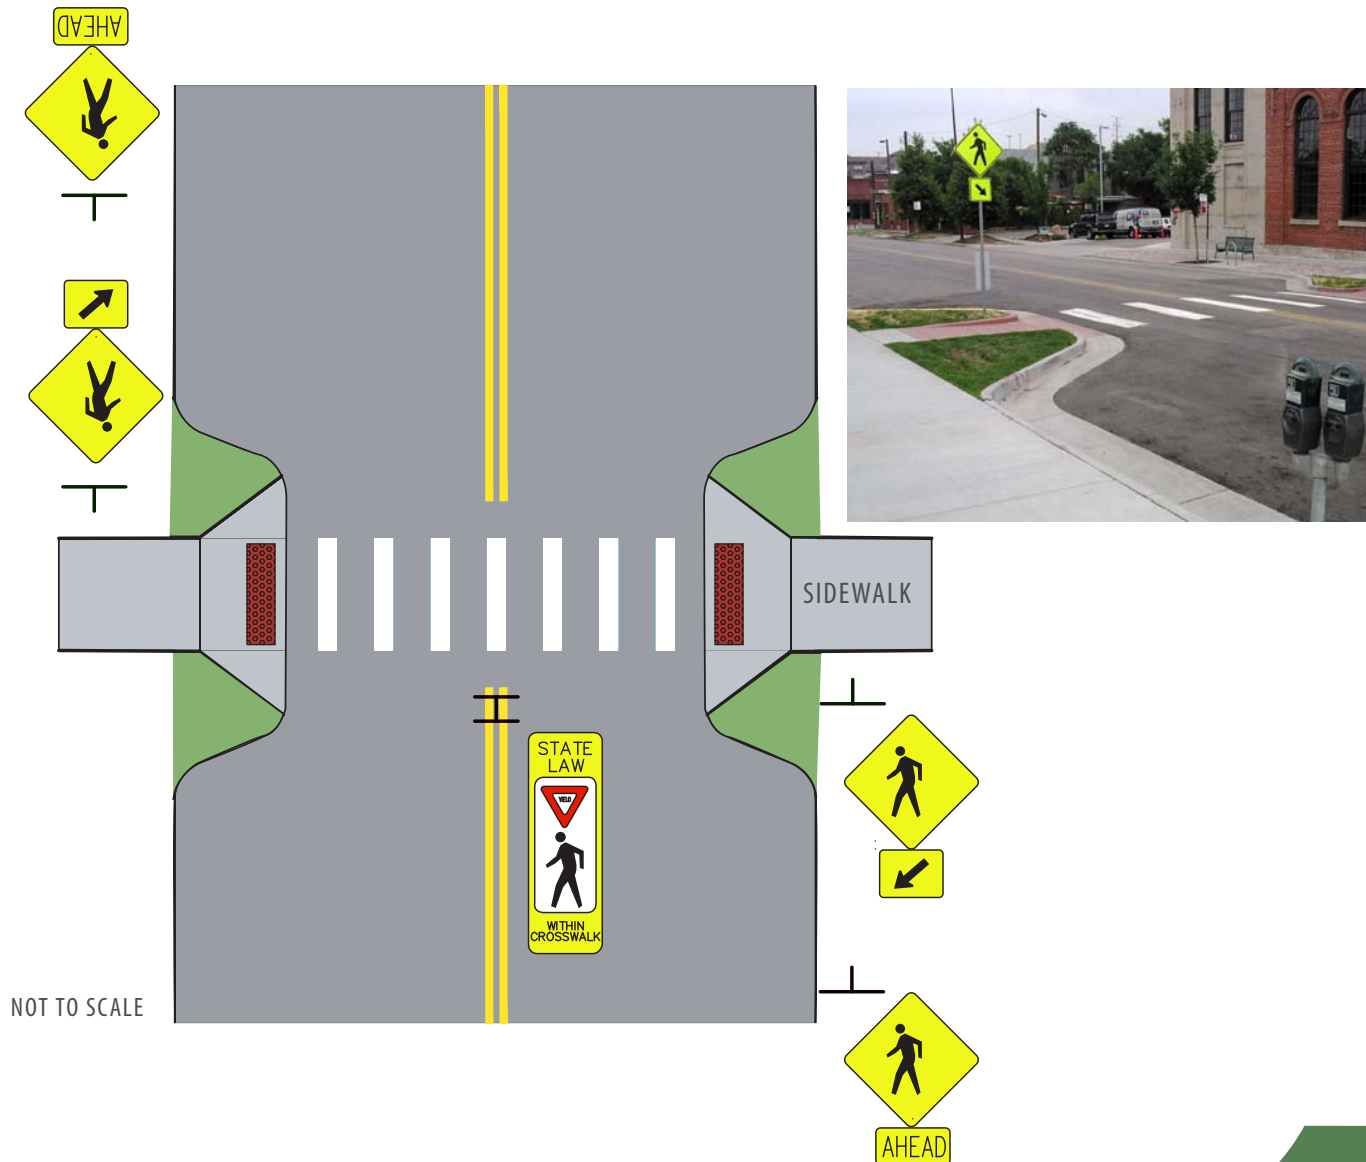 AHEAD
SIDEWALK
STATE
LAW
YIELD
WITHIN
CROSSWALK
NOT TO SCALE
AHEAD